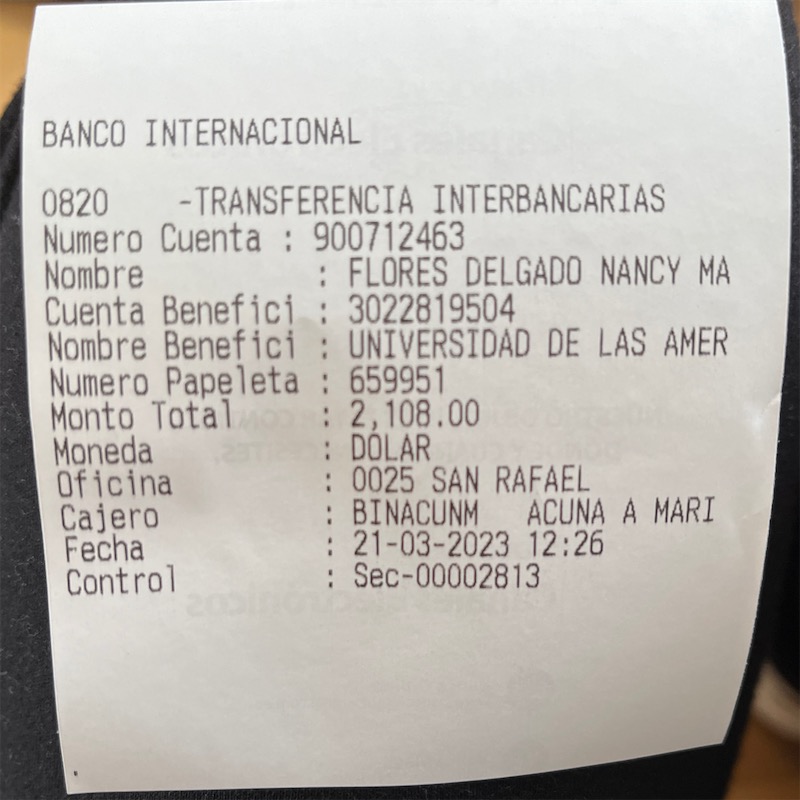 BANCO INTERNACIONAL
0820 -TRANSFERENCIA INTERBANCARIAS
Numero Cuenta : 900712463
Nombre : FLORES DELGADO NANCY MA
Cuenta Benefici : 3022819504
Nombre Benefici : UNIVERSIDAD DE LAS AMER
Numero Papeleta : 659951
Monto Total : 2,108.00
Moneda : DOLAR
Oficina : 0025 SAN RAFAEL
Cajero : BINACUNM ACUNA A MARI
Fecha : 21-03-2023 12:26
Control : Sec-00002813